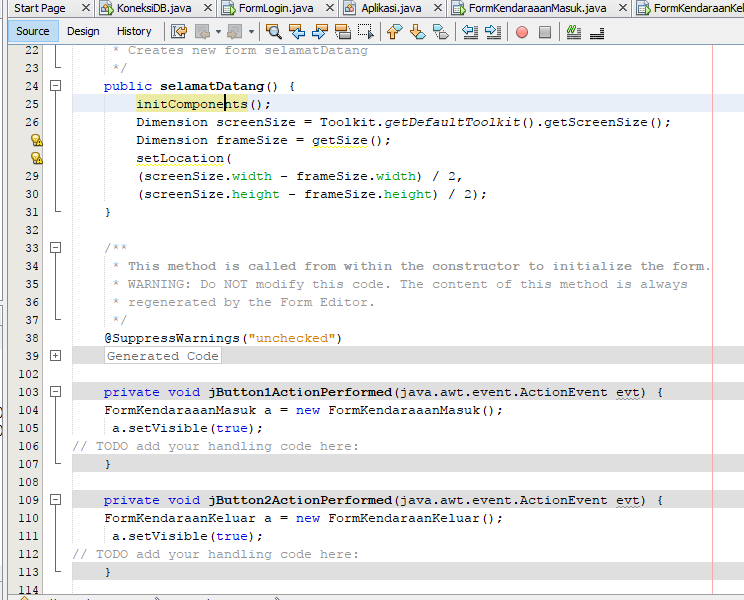 Start Page KoneksiDB.java FormLogin.java Aplikasi.java FormKendaraaanMasuk.java FormKendaraanKel
Source Design History
22 * Creates new form selamatDatang
23 */
24 public selamatDatang() {
25 initComponents();
26 Dimension screenSize = Toolkit.getDefaultToolkit().getScreenSize();
Dimension frameSize = getSize();
setLocation(
29 (screenSize.width - frameSize.width) / 2,
30 (screenSize.height - frameSize.height) / 2);
31 }
32
33 /**
34 * This method is called from within the constructor to initialize the form.
35 * WARNING: Do NOT modify this code. The content of this method is always
36 * regenerated by the Form Editor.
37 */
38 @SuppressWarnings("unchecked")
39 Generated Code
102
103 private void jButton1ActionPerformed(java.awt.event.ActionEvent evt) {
104 FormKendaraaanMasuk a = new FormKendaraaanMasuk();
105 a.setVisible(true);
106 // TODO add your handling code here:
107 }
108
109 private void jButton2ActionPerformed(java.awt.event.ActionEvent evt) {
110 FormKendaraanKeluar a = new FormKendaraanKeluar();
111 a.setVisible(true);
112 // TODO add your handling code here:
113 }
114